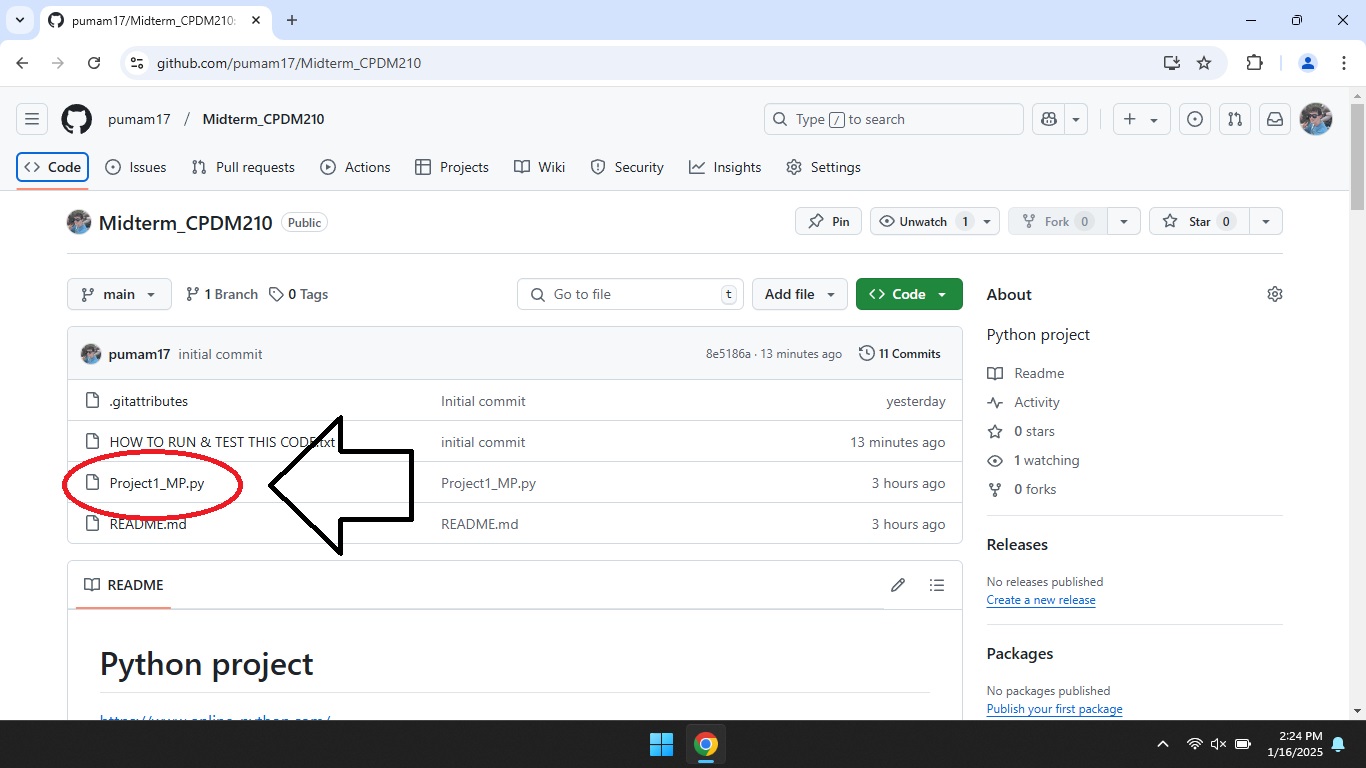 pumam17/Midterm_CPDM210:
github.com/pumam17/Midterm_CPDM210
pumam17 / Midterm_CPDM210
Type / to search
Code
Issues
Pull requests
Actions
Projects
Wiki
Security
Insights
Settings
Midterm_CPDM210 Public
Pin
Unwatch 1
Fork 0
Star 0
main
1 Branch
0 Tags
Go to file t
Add file
Code
pumam17 initial commit 8e5186a · 13 minutes ago 11 Commits
.gitattributes Initial commit yesterday
HOW TO RUN & TEST THIS CODE.txt initial commit 13 minutes ago
Project1_MP.py Project1_MP.py 3 hours ago
README.md README.md 3 hours ago
README
Python project
https://www.online-python.com/
About
Python project
Readme
Activity
0 stars
1 watching
0 forks
Releases
No releases published
Create a new release
Packages
No packages published
Publish your first package
2:24 PM
1/16/2025